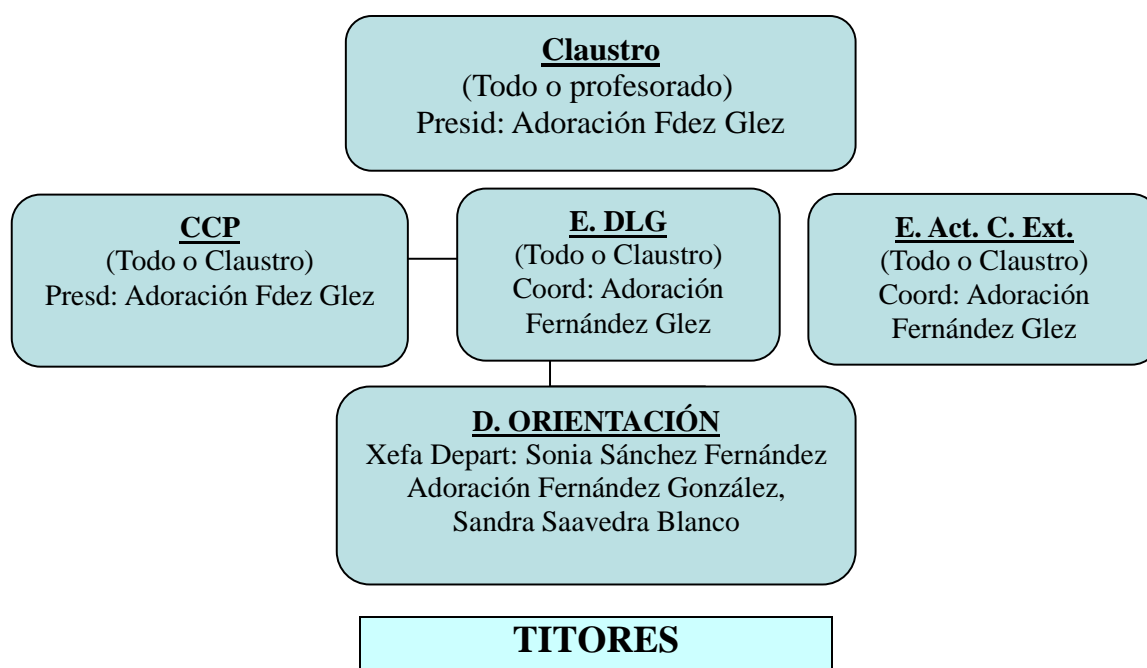 Claustro
(Todo o profesorado)
Presid: Adoración Fdez Glez
CCP
(Todo o Claustro)
Presd: Adoración Fdez Glez
E. DLG
(Todo o Claustro)
Coord: Adoración
Fernández Glez
E. Act. C. Ext.
(Todo o Claustro)
Coord: Adoración
Fernández Glez
D. ORIENTACIÓN
Xefa Depart: Sonia Sánchez Fernández
Adoración Fernández González,
Sandra Saavedra Blanco
TITORES